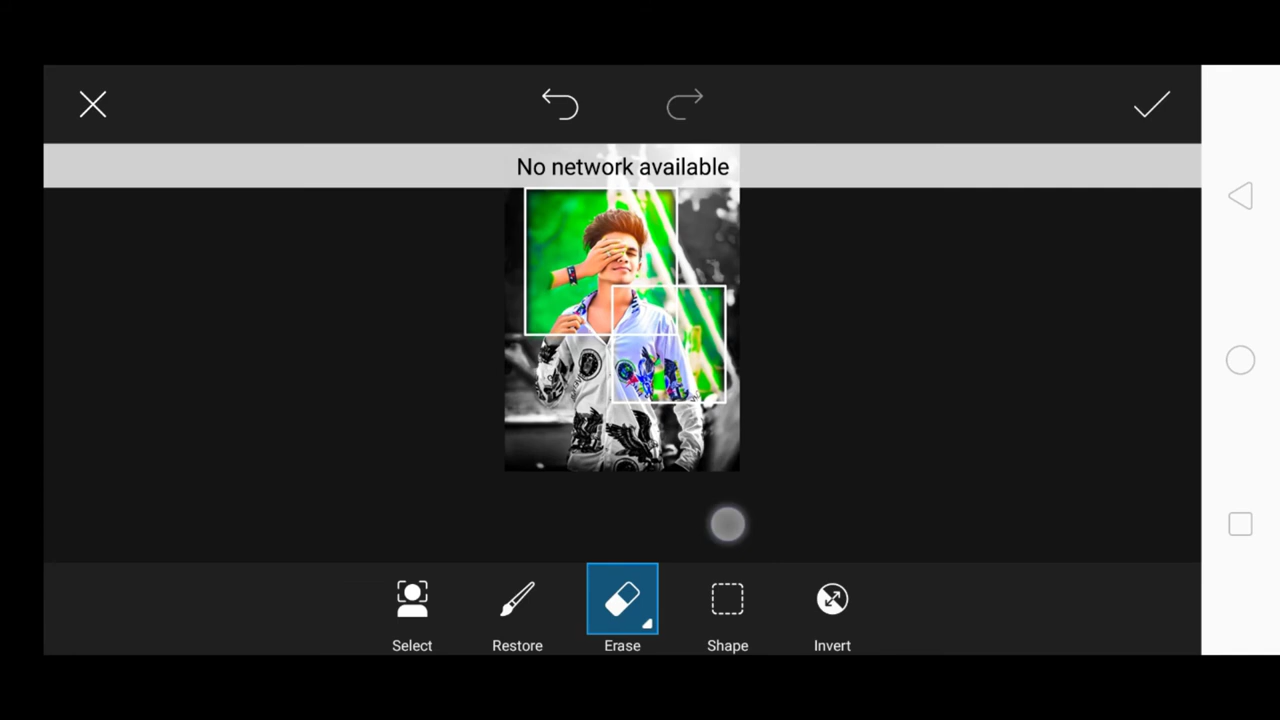 No network available
Select
Restore
Erase
Shape
Invert